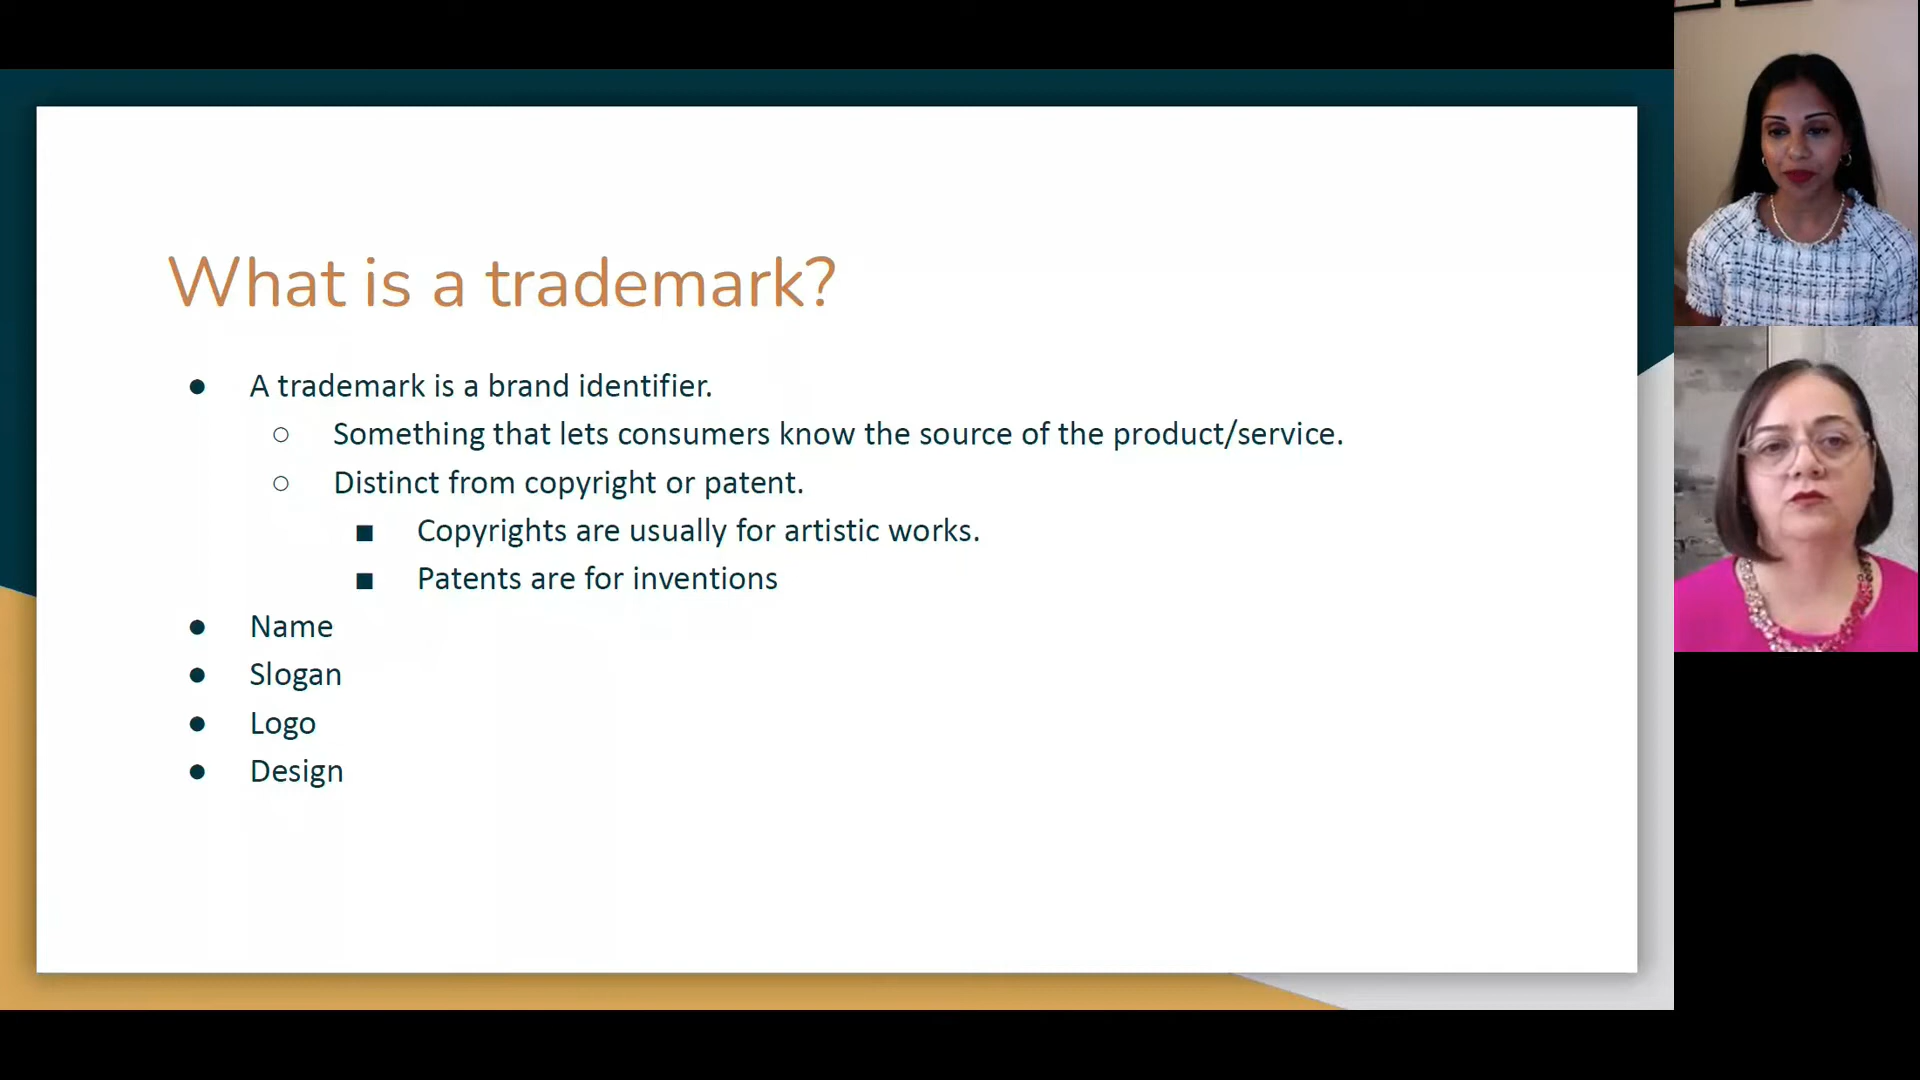 What is a trademark?
● A trademark is a brand identifier.
○ Something that lets consumers know the source of the product/service.
○ Distinct from copyright or patent.
■ Copyrights are usually for artistic works.
■ Patents are for inventions
● Name
● Slogan
● Logo
● Design